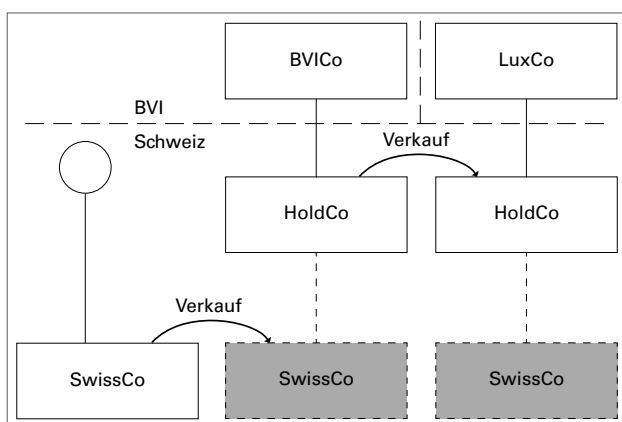 BVICo
LuxCo
BVI
Schweiz
Verkauf
HoldCo
HoldCo
Verkauf
SwissCo
SwissCo
SwissCo